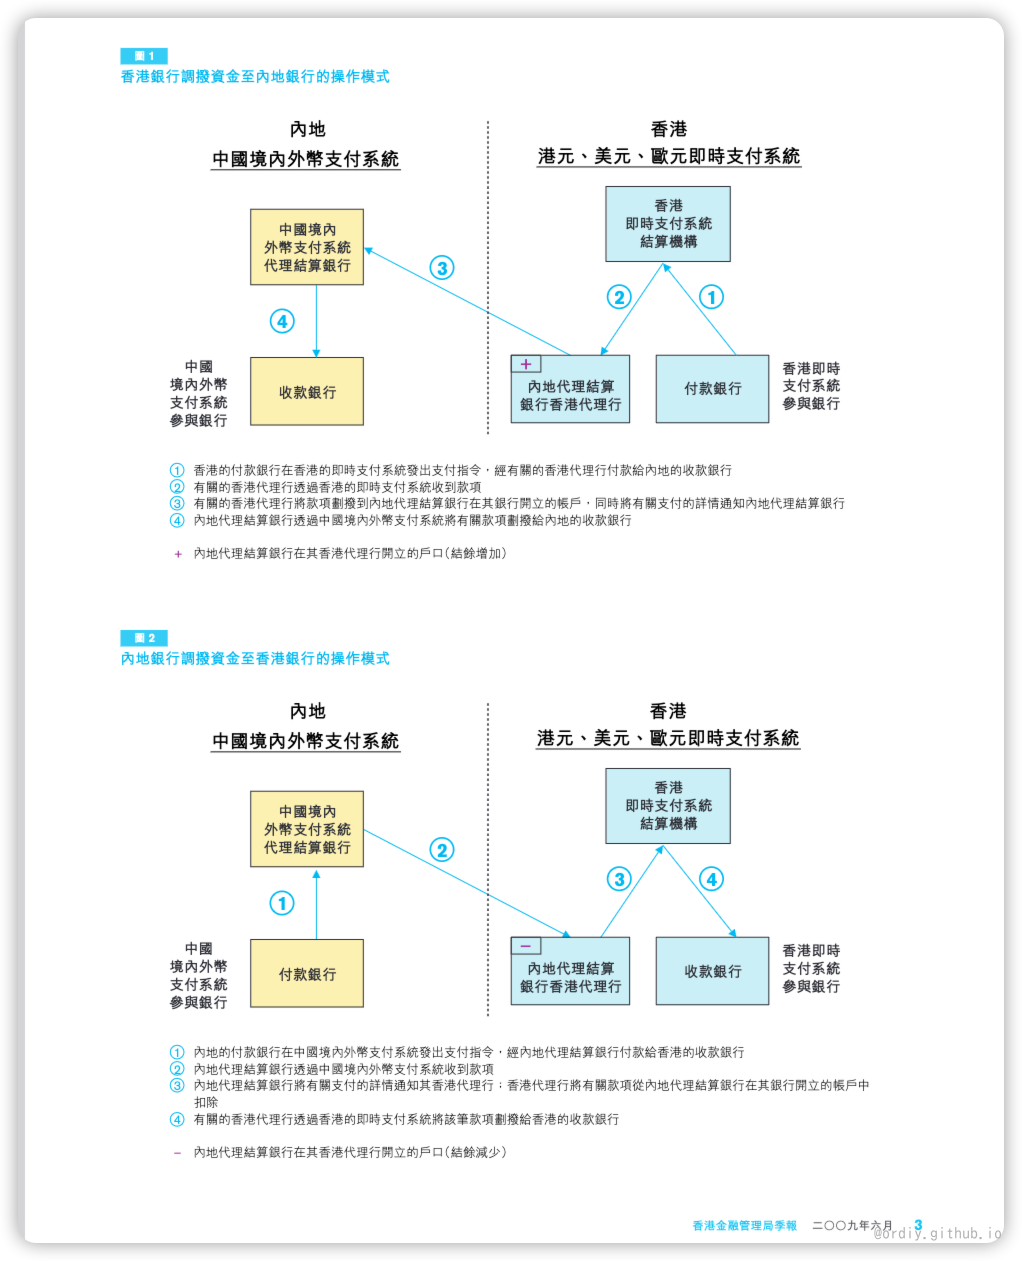 圖 1
香港銀行調撥資金至內地銀行的操作模式
內地
中國境內外幣支付系統
香港
港元、美元、歐元即時支付系統
香港
即時支付系統
結算機構
中國境內
外幣支付系統
代理結算銀行
3
2
1
4
中國
境內外幣
支付系統
參與銀行
收款銀行
+
內地代理結算
銀行香港代理行
付款銀行
香港即時
支付系統
參與銀行
① 香港的付款銀行在香港的即時支付系統發出支付指令，經有關的香港代理行付款給內地的收款銀行
② 有關的香港代理行透過香港的即時支付系統收到款項
③ 有關的香港代理行將款項劃撥到內地代理結算銀行在其銀行開立的帳戶，同時將有關支付的詳情通知內地代理結算銀行
④ 內地代理結算銀行透過中國境內外幣支付系統將有關款項劃撥給內地的收款銀行
+ 內地代理結算銀行在其香港代理行開立的戶口(結餘增加)
圖 2
內地銀行調撥資金至香港銀行的操作模式
內地
中國境內外幣支付系統
香港
港元、美元、歐元即時支付系統
香港
即時支付系統
結算機構
中國境內
外幣支付系統
代理結算銀行
2
3
4
1
中國
境內外幣
支付系統
參與銀行
付款銀行
−
內地代理結算
銀行香港代理行
收款銀行
香港即時
支付系統
參與銀行
① 內地的付款銀行在中國境內外幣支付系統發出支付指令，經內地代理結算銀行付款給香港的收款銀行
② 內地代理結算銀行透過中國境內外幣支付系統收到款項
③ 內地代理結算銀行將有關支付的詳情通知其香港代理行；香港代理行將有關款項從內地代理結算銀行在其銀行開立的帳戶中
扣除
④ 有關的香港代理行透過香港的即時支付系統將該筆款項劃撥給香港的收款銀行
− 內地代理結算銀行在其香港代理行開立的戶口(結餘減少)
香港金融管理局季報 二〇〇九年六月 3
@ordiy.github.io